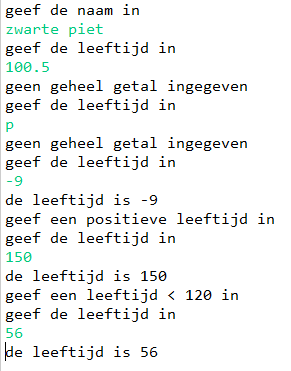 geef de naam in
zwarte piet
geef de leeftijd in
100.5
geen geheel getal ingegeven
geef de leeftijd in
p
geen geheel getal ingegeven
geef de leeftijd in
-9
de leeftijd is -9
geef een positieve leeftijd in
geef de leeftijd in
150
de leeftijd is 150
geef een leeftijd < 120 in
geef de leeftijd in
56
de leeftijd is 56